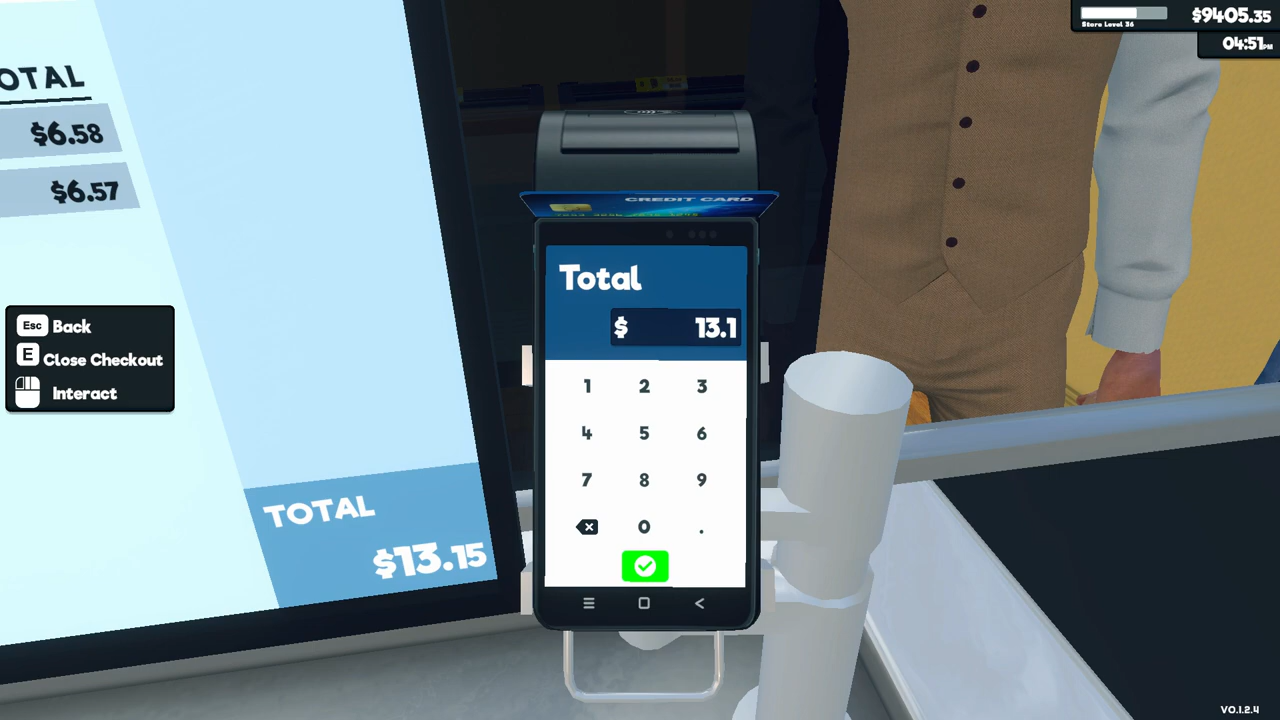 $9405.35
Store Level 36
04:51PM
OTAL
$6.58
$6.57
CREDIT CARD
Total
$ 13.1
Esc Back
E Close Checkout
Interact
1 2 3
4 5 6
7 8 9
0 .
TOTAL
$13.15
V0.1.2.4